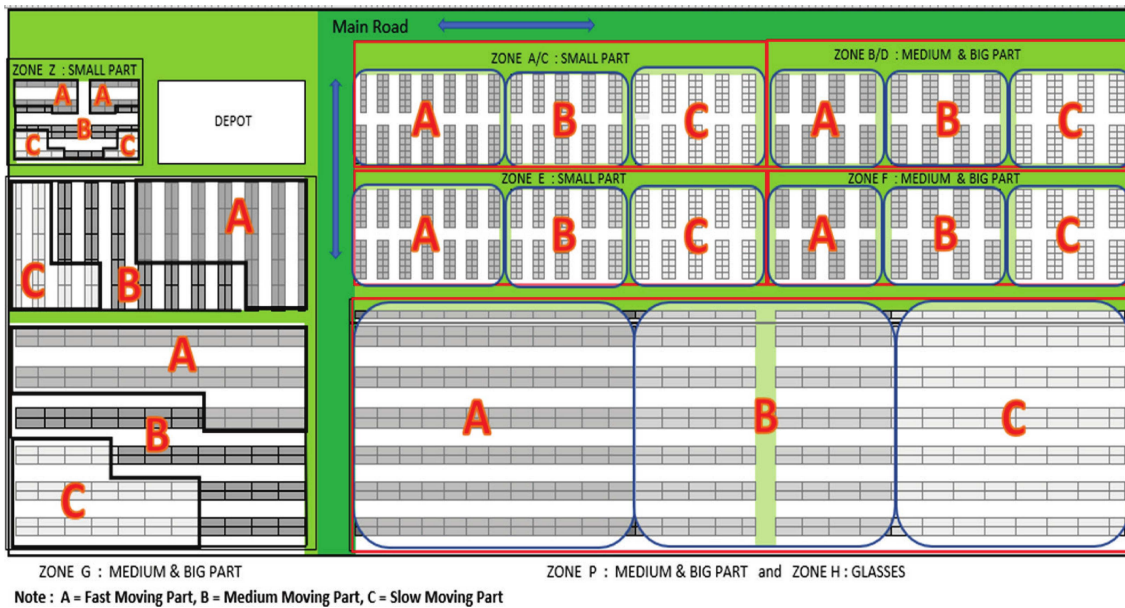 Main Road
ZONE Z : SMALL PART
A A
B
C C
DEPOT
ZONE A/C : SMALL PART
A B C
ZONE B/D : MEDIUM & BIG PART
A B C
ZONE E : SMALL PART
A B C
ZONE F : MEDIUM & BIG PART
A B C
A
C B
A
B
C
A B C
ZONE G : MEDIUM & BIG PART
ZONE P : MEDIUM & BIG PART and ZONE H : GLASSES
Note : A = Fast Moving Part, B = Medium Moving Part, C = Slow Moving Part